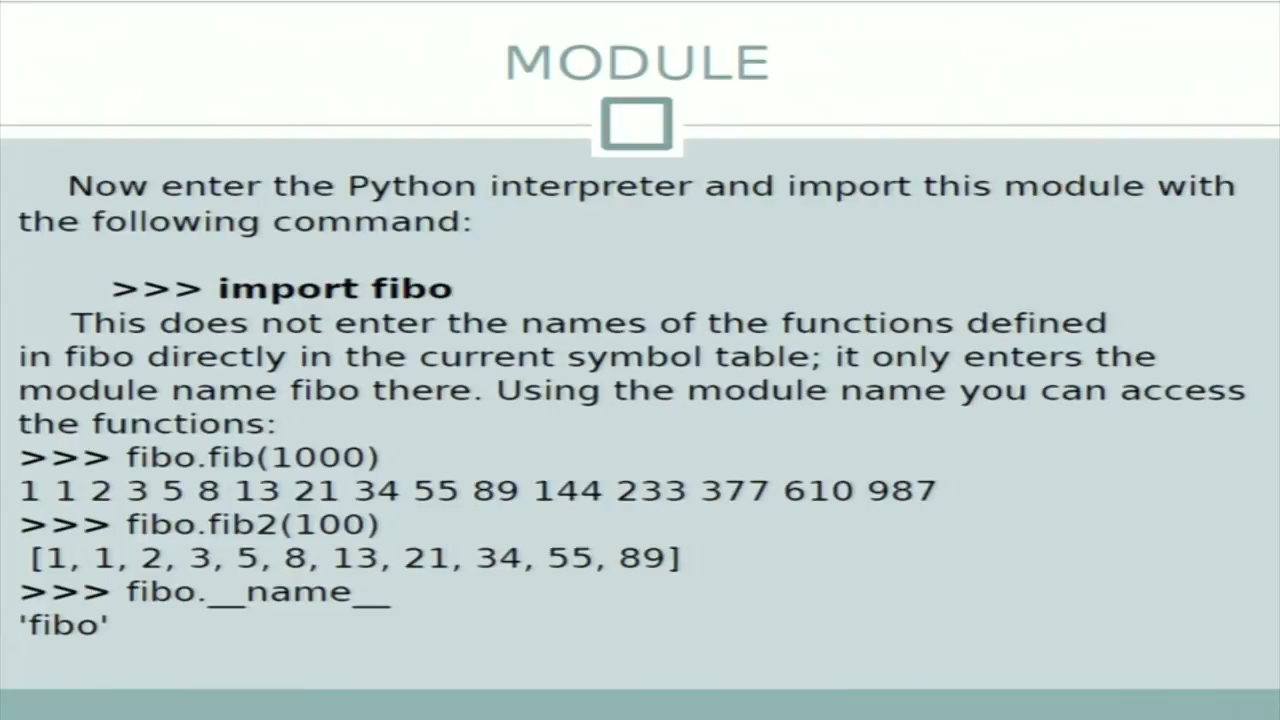 MODULE
Now enter the Python interpreter and import this module with
the following command:
>>> import fibo
This does not enter the names of the functions defined
in fibo directly in the current symbol table; it only enters the
module name fibo there. Using the module name you can access
the functions:
>>> fibo.fib(1000)
1 1 2 3 5 8 13 21 34 55 89 144 233 377 610 987
>>> fibo.fib2(100)
[1, 1, 2, 3, 5, 8, 13, 21, 34, 55, 89]
>>> fibo.__name__
'fibo'